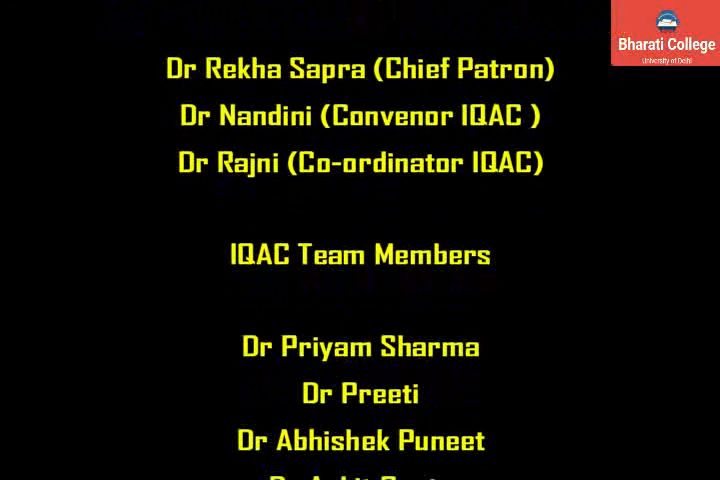 Bharati College
University of Delhi
Dr Rekha Sapra (Chief Patron)
Dr Nandini (Convenor IQAC )
Dr Rajni (Co-ordinator IQAC)
IQAC Team Members
Dr Priyam Sharma
Dr Preeti
Dr Abhishek Puneet